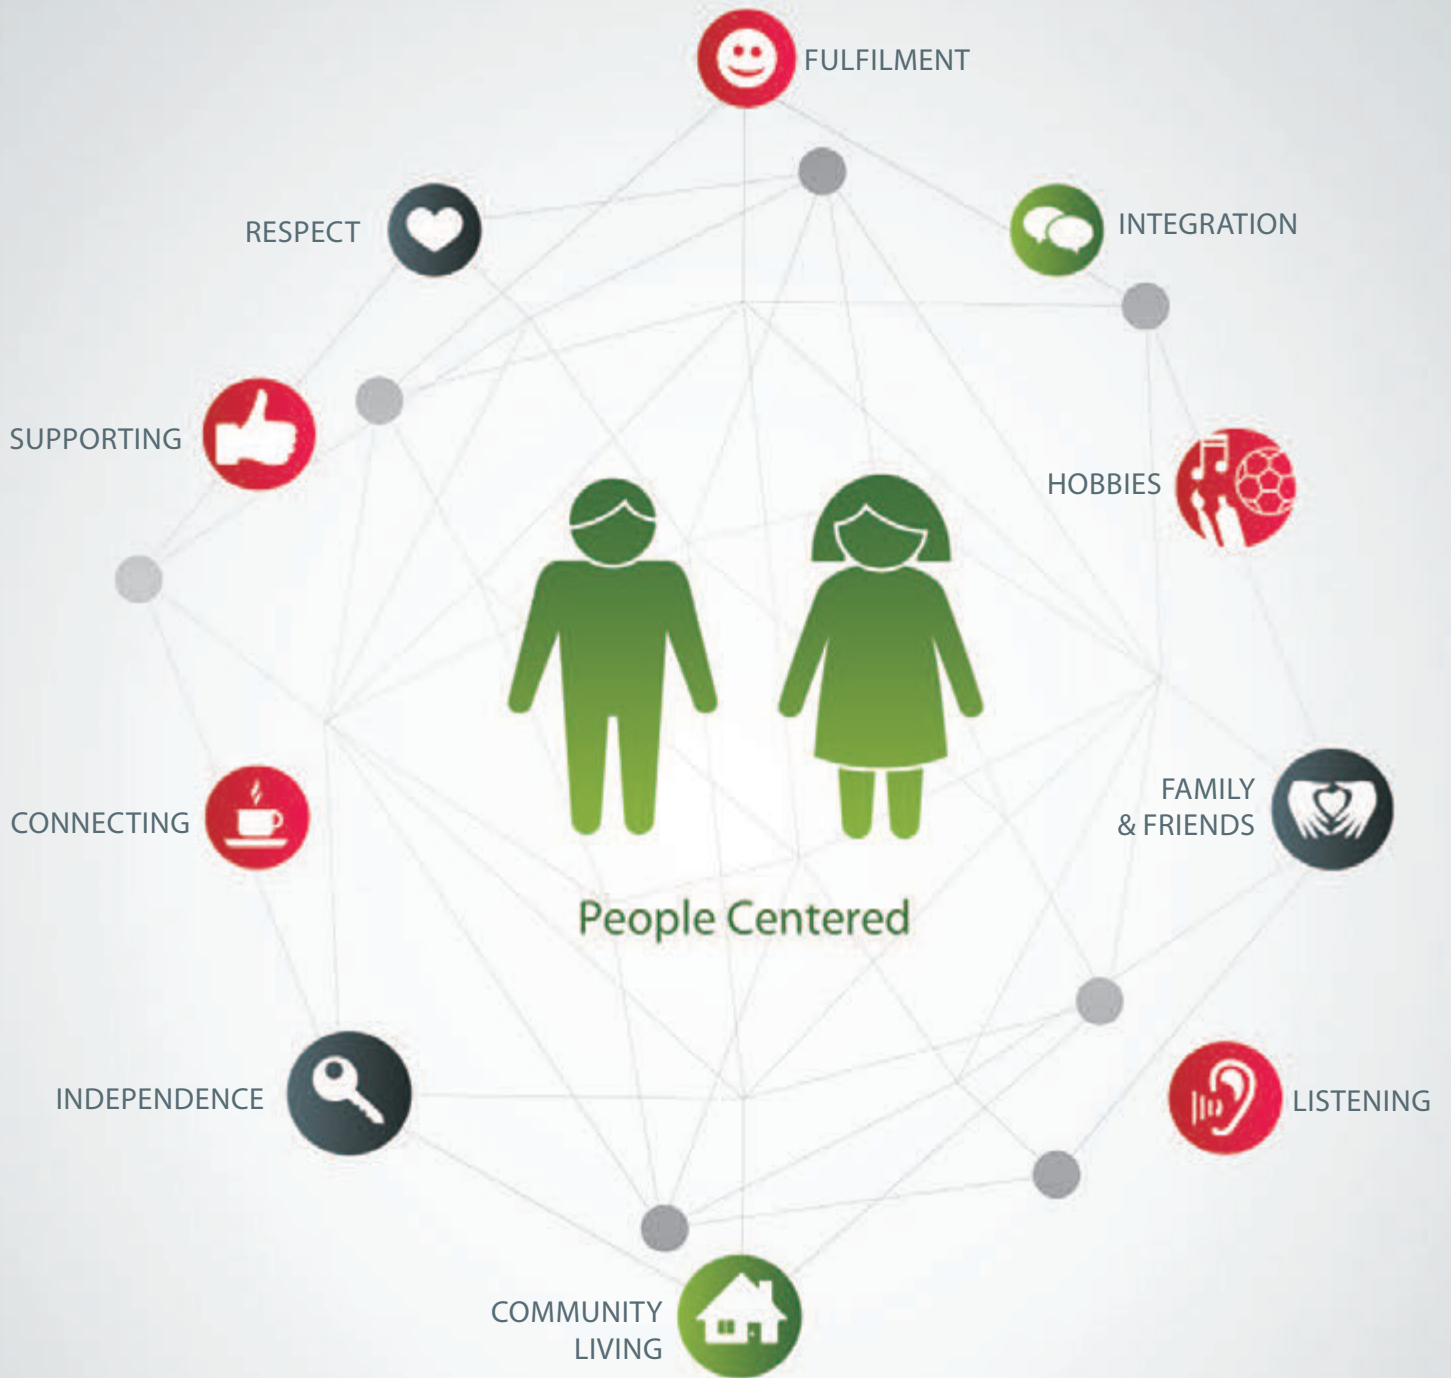 FULFILMENT
RESPECT
INTEGRATION
SUPPORTING
HOBBIES
FAMILY
& FRIENDS
CONNECTING
People Centered
INDEPENDENCE
LISTENING
COMMUNITY
LIVING